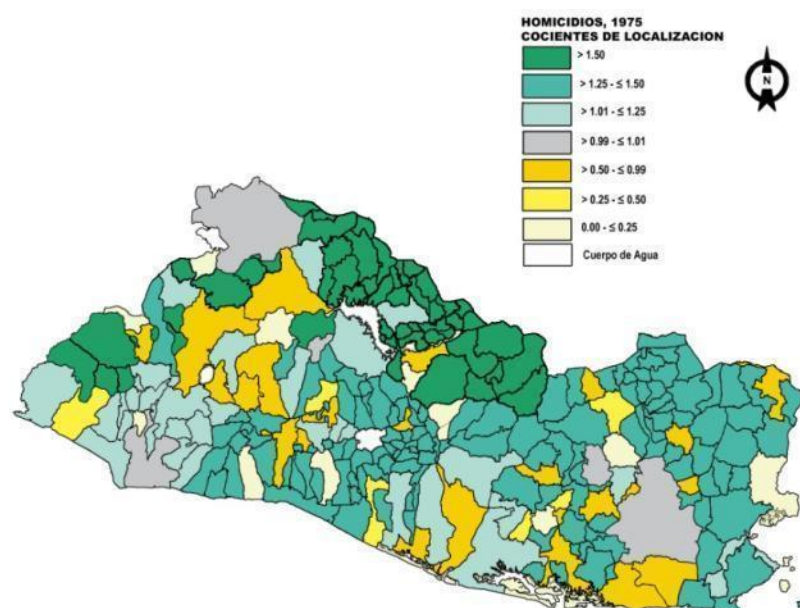 HOMICIDIOS, 1975
COCIENTES DE LOCALIZACION
> 1.50
> 1.25 - ≤ 1.50
> 1.01 - ≤ 1.25
> 0.99 - ≤ 1.01
> 0.50 - ≤ 0.99
> 0.25 - ≤ 0.50
0.00 - ≤ 0.25
Cuerpo de Agua
N